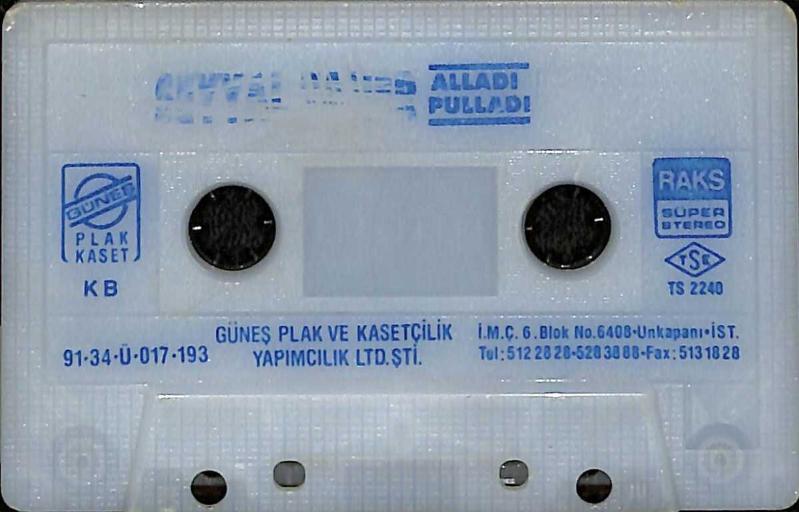 ALLADI
PULLADI
GÜNEŞ
PLAK
KASET
KB
RAKS
SÜPER
STEREO
TSE
TS 2240
91·34·Ü·017·193
GÜNEŞ PLAK VE KASETÇİLİK
YAPIMCILIK LTD.ŞTİ.
İ.M.Ç. 6.Blok No.6408·Unkapanı·İST.
Tel: 512 28 28·528 38 88·Fax: 513 18 28